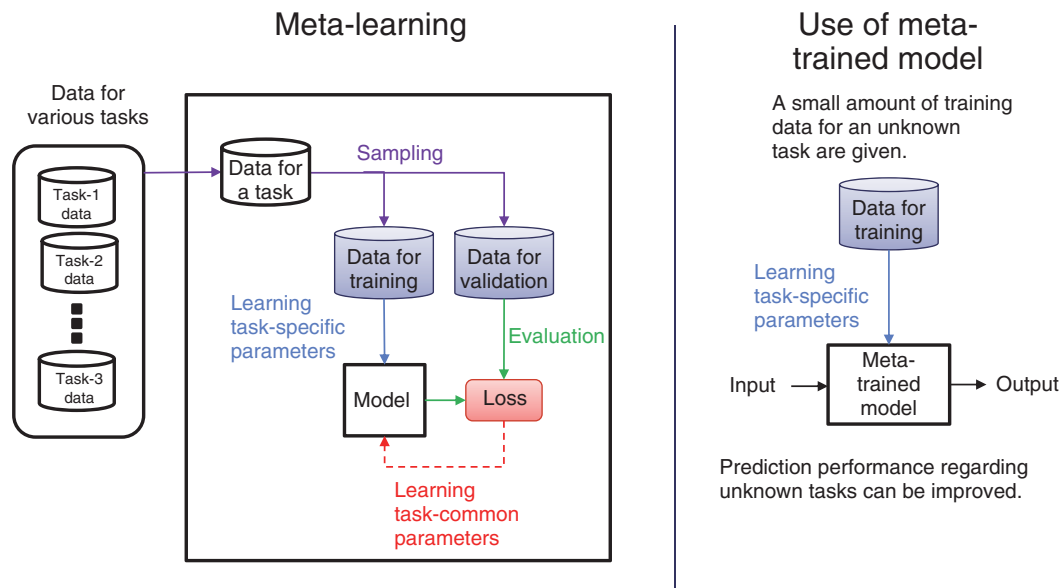 Meta-learning
Data for
various tasks
Task-1
data
Task-2
data
Task-3
data
Data for
a task
Sampling
Data for
training
Data for
validation
Learning
task-specific
parameters
Evaluation
Model
Loss
Learning
task-common
parameters
Use of meta-
trained model
A small amount of training
data for an unknown
task are given.
Data for
training
Learning
task-specific
parameters
Input
Meta-
trained
model
Output
Prediction performance regarding
unknown tasks can be improved.